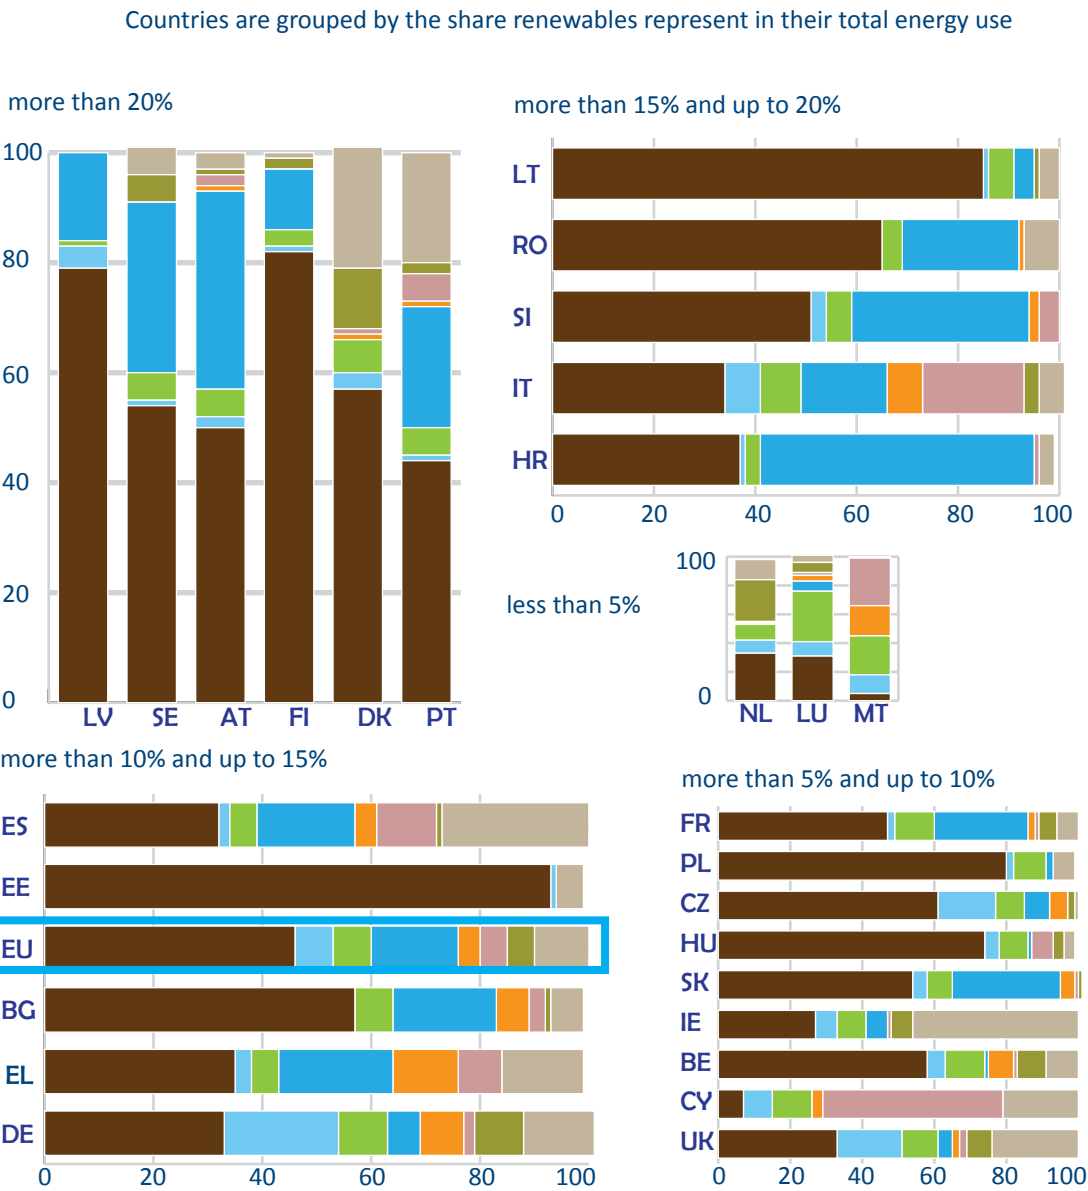 Countries are grouped by the share renewables represent in their total energy use
more than 20%
100
80
60
40
20
0
LV SE AT FI DK PT
more than 15% and up to 20%
LT
RO
SI
IT
HR
0 20 40 60 80 100
less than 5%
100
0
NL LU MT
more than 10% and up to 15%
ES
EE
EU
BG
EL
DE
0 20 40 60 80 100
more than 5% and up to 10%
FR
PL
CZ
HU
SK
IE
BE
CY
UK
0 20 40 60 80 100